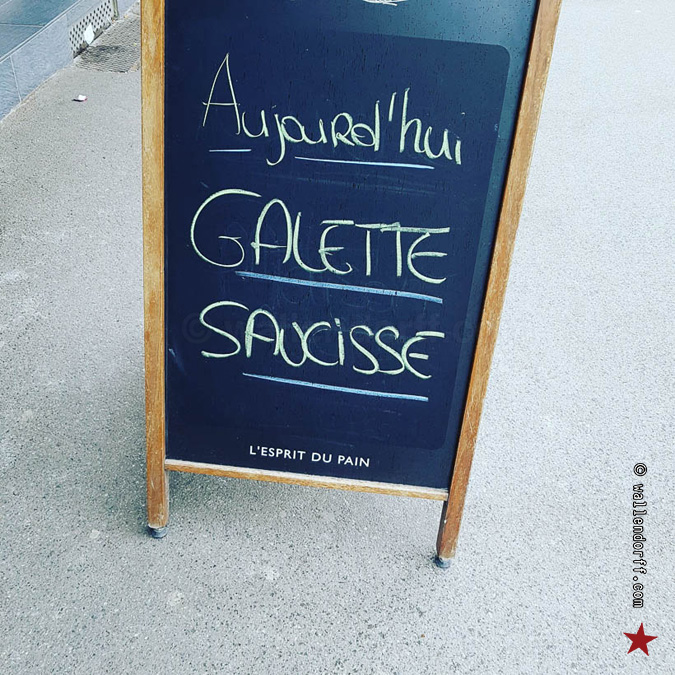 Aujourd'hui
GALETTE
SAUCISSE
L'ESPRIT DU PAIN
© wallendorff.com